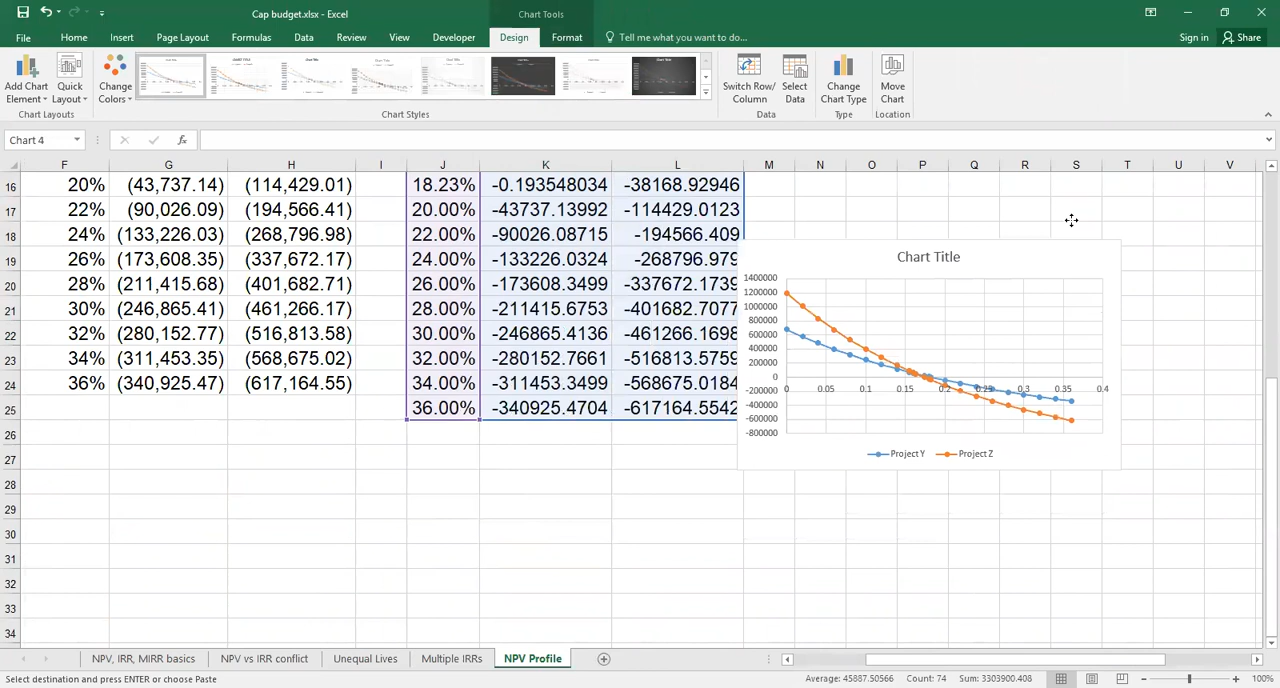 Cap budget.xlsx - Excel
Chart Tools
File Home Insert Page Layout Formulas Data Review View Developer Design Format Tell me what you want to do... Sign in Share
Add Chart Element
Quick Layout
Change Colors
Switch Row/ Column
Select Data
Change Chart Type
Move Chart
Chart Layouts Chart Styles Data Type Location
Chart 4 fx
F G H I J K L M N O P Q R S T U V
16 20% (43,737.14) (114,429.01) 18.23% -0.193548034 -38168.92946
17 22% (90,026.09) (194,566.41) 20.00% -43737.13992 -114429.0123
18 24% (133,226.03) (268,796.98) 22.00% -90026.08715 -194566.409
19 26% (173,608.35) (337,672.17) 24.00% -133226.0324 -268796.979
20 28% (211,415.68) (401,682.71) 26.00% -173608.3499 -337672.1739
21 30% (246,865.41) (461,266.17) 28.00% -211415.6753 -401682.7077
22 32% (280,152.77) (516,813.58) 30.00% -246865.4136 -461266.1698
23 34% (311,453.35) (568,675.02) 32.00% -280152.7661 -516813.5759
24 36% (340,925.47) (617,164.55) 34.00% -311453.3499 -568675.0184
25 36.00% -340925.4704 -617164.5542
26
27
28
29
30
31
32
33
34
Chart Title
1400000
1200000
1000000
800000
600000
400000
200000
0
-200000
-400000
-600000
-800000
0 0.05 0.1 0.15 0.2 0.25 0.3 0.35 0.4
Project Y Project Z
NPV, IRR, MIRR basics NPV vs IRR conflict Unequal Lives Multiple IRRs NPV Profile
Select destination and press ENTER or choose Paste Average: 45887.50566 Count: 74 Sum: 3303900.408 100%